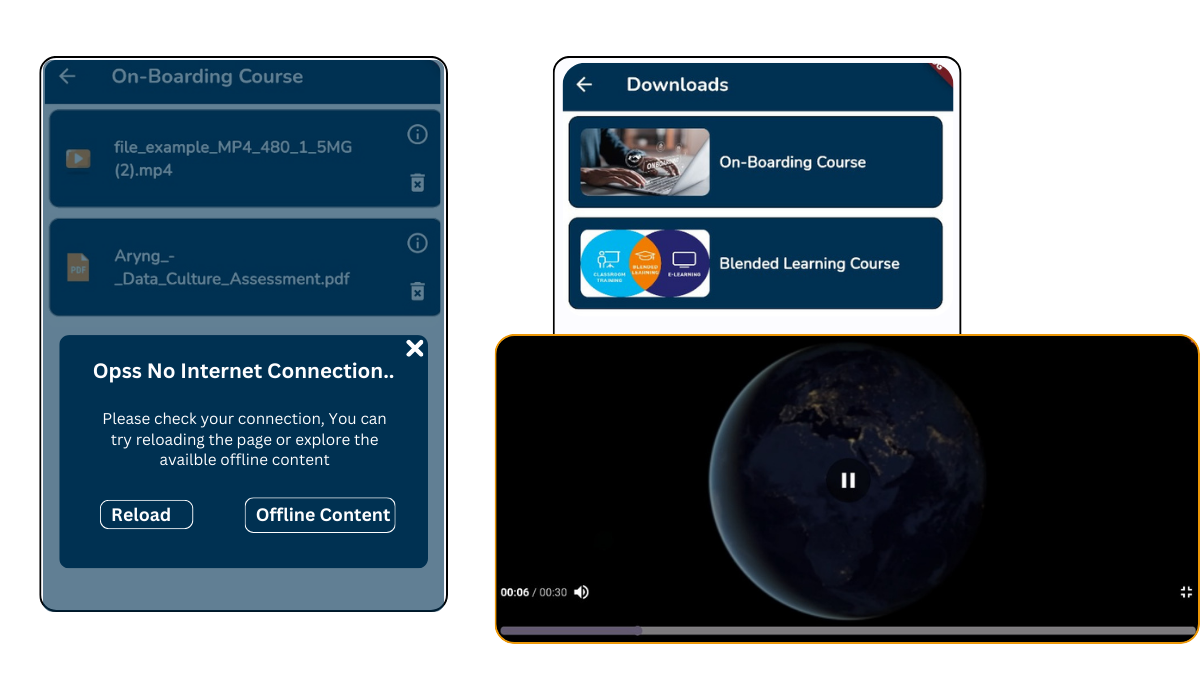 On-Boarding Course
file_example_MP4_480_1_5MG
(2).mp4
PDF
Aryng_-
_Data_Culture_Assessment.pdf
Opss No Internet Connection..
Please check your connection, You can
try reloading the page or explore the
availble offline content
Reload
Offline Content
Downloads
On-Boarding Course
CLASSROOM
TRAINING
BLENDED
LEARNING
E-LEARNING
Blended Learning Course
00:06 / 00:30